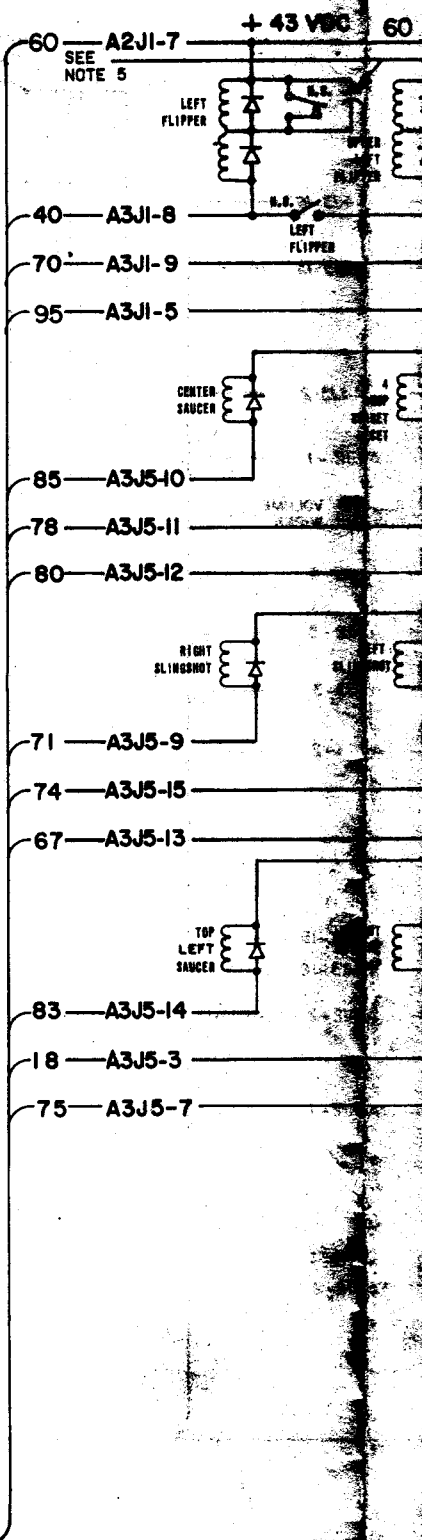 + 43 VDC 60
60 A2J1-7
SEE
NOTE 5
LEFT
FLIPPER
LEFT
40 A3J1-8
LEFT
FLIPPER
70 A3J1-9
95 A3J1-5
CENTER
SAUCER
4
85 A3J5-10
78 A3J5-11
80 A3J5-12
RIGHT
SLINGSHOT
71 A3J5-9
74 A3J5-15
67 A3J5-13
TOP
LEFT
SAUCER
83 A3J5-14
18 A3J5-3
75 A3J5-7